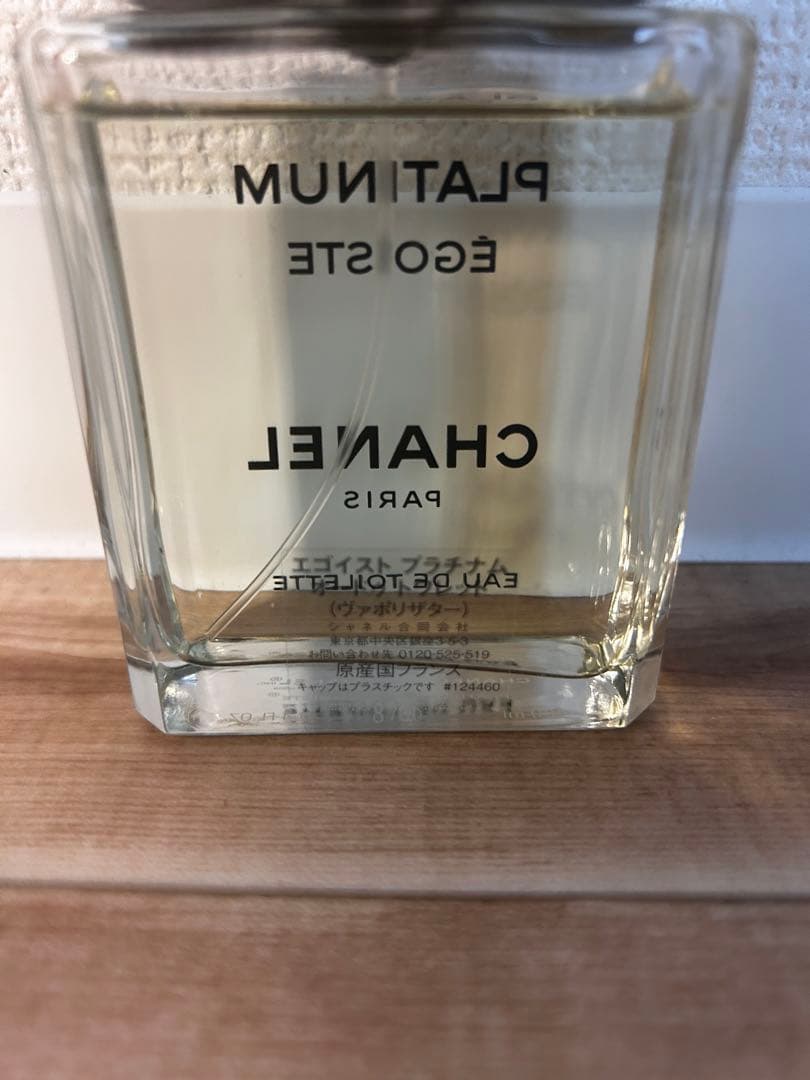 PLATINUM
ÉGOÏSTE
CHANEL
PARIS
エゴイスト プラチナム
EAU DE TOILETTE
(ヴァポリザター)
シャネル合同会社
東京都中央区銀座3-5-3
お問い合わせ先 0120-525-519
原産国フランス
キャップはプラスチックです #124460
FL. OZ.